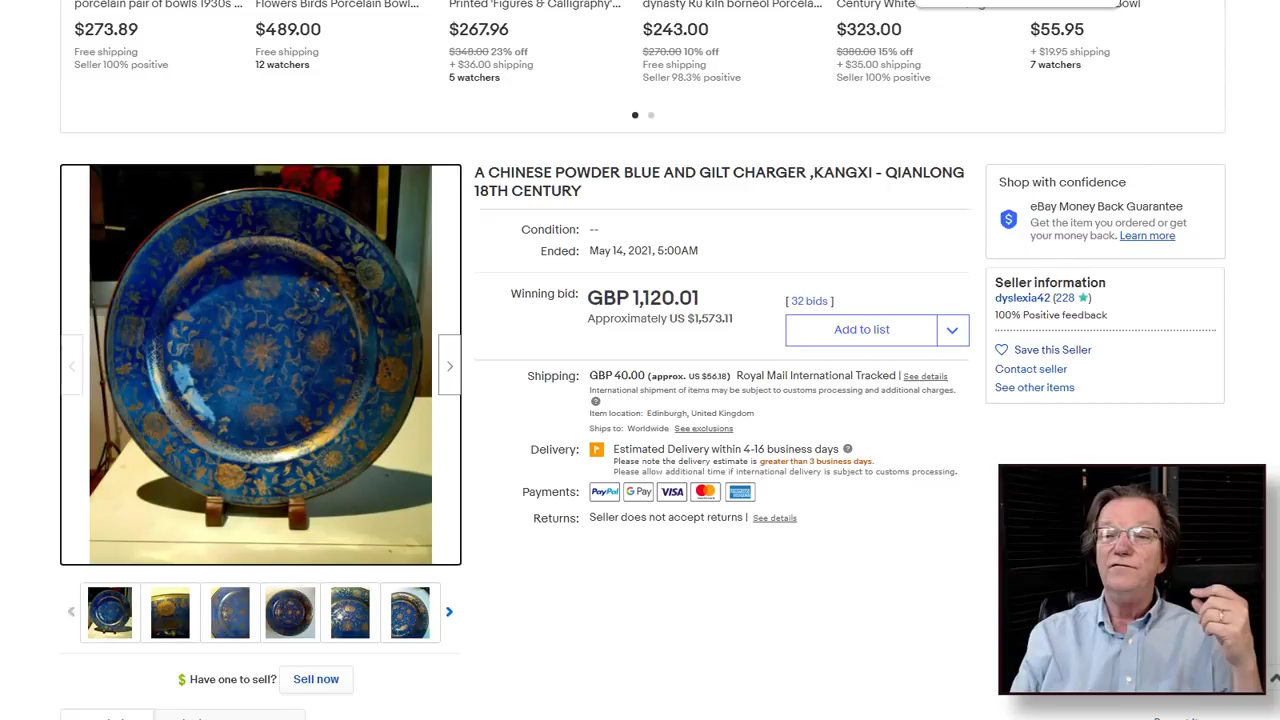 porcelain pair of bowls 1930s ...
Flowers Birds Porcelain Bowl...
Printed 'Figures & Calligraphy'...
dynasty Ru kiln borneol Porcela...
Century White
$273.89
$489.00
$267.96
$243.00
$323.00
$55.95
Free shipping
Seller 100% positive
Free shipping
12 watchers
$348.00 23% off
+ $36.00 shipping
5 watchers
$270.00 10% off
Free shipping
Seller 98.3% positive
$380.00 15% off
+ $35.00 shipping
Seller 100% positive
+ $19.95 shipping
7 watchers
A CHINESE POWDER BLUE AND GILT CHARGER ,KANGXI - QIANLONG
18TH CENTURY
Condition: --
Ended: May 14, 2021, 5:00AM
Winning bid: GBP 1,120.01 [ 32 bids ]
Approximately US $1,573.11
Add to list
Shipping: GBP 40.00 (approx. US $56.18) Royal Mail International Tracked | See details
International shipment of items may be subject to customs processing and additional charges.
Item location: Edinburgh, United Kingdom
Ships to: Worldwide See exclusions
Delivery: Estimated Delivery within 4-16 business days
Please note the delivery estimate is greater than 3 business days.
Please allow additional time if international delivery is subject to customs processing.
Payments: PayPal G Pay VISA
Returns: Seller does not accept returns | See details
Shop with confidence
eBay Money Back Guarantee
Get the item you ordered or get
your money back. Learn more
Seller information
dyslexia42 (228 )
100% Positive feedback
Save this Seller
Contact seller
See other items
Have one to sell? Sell now